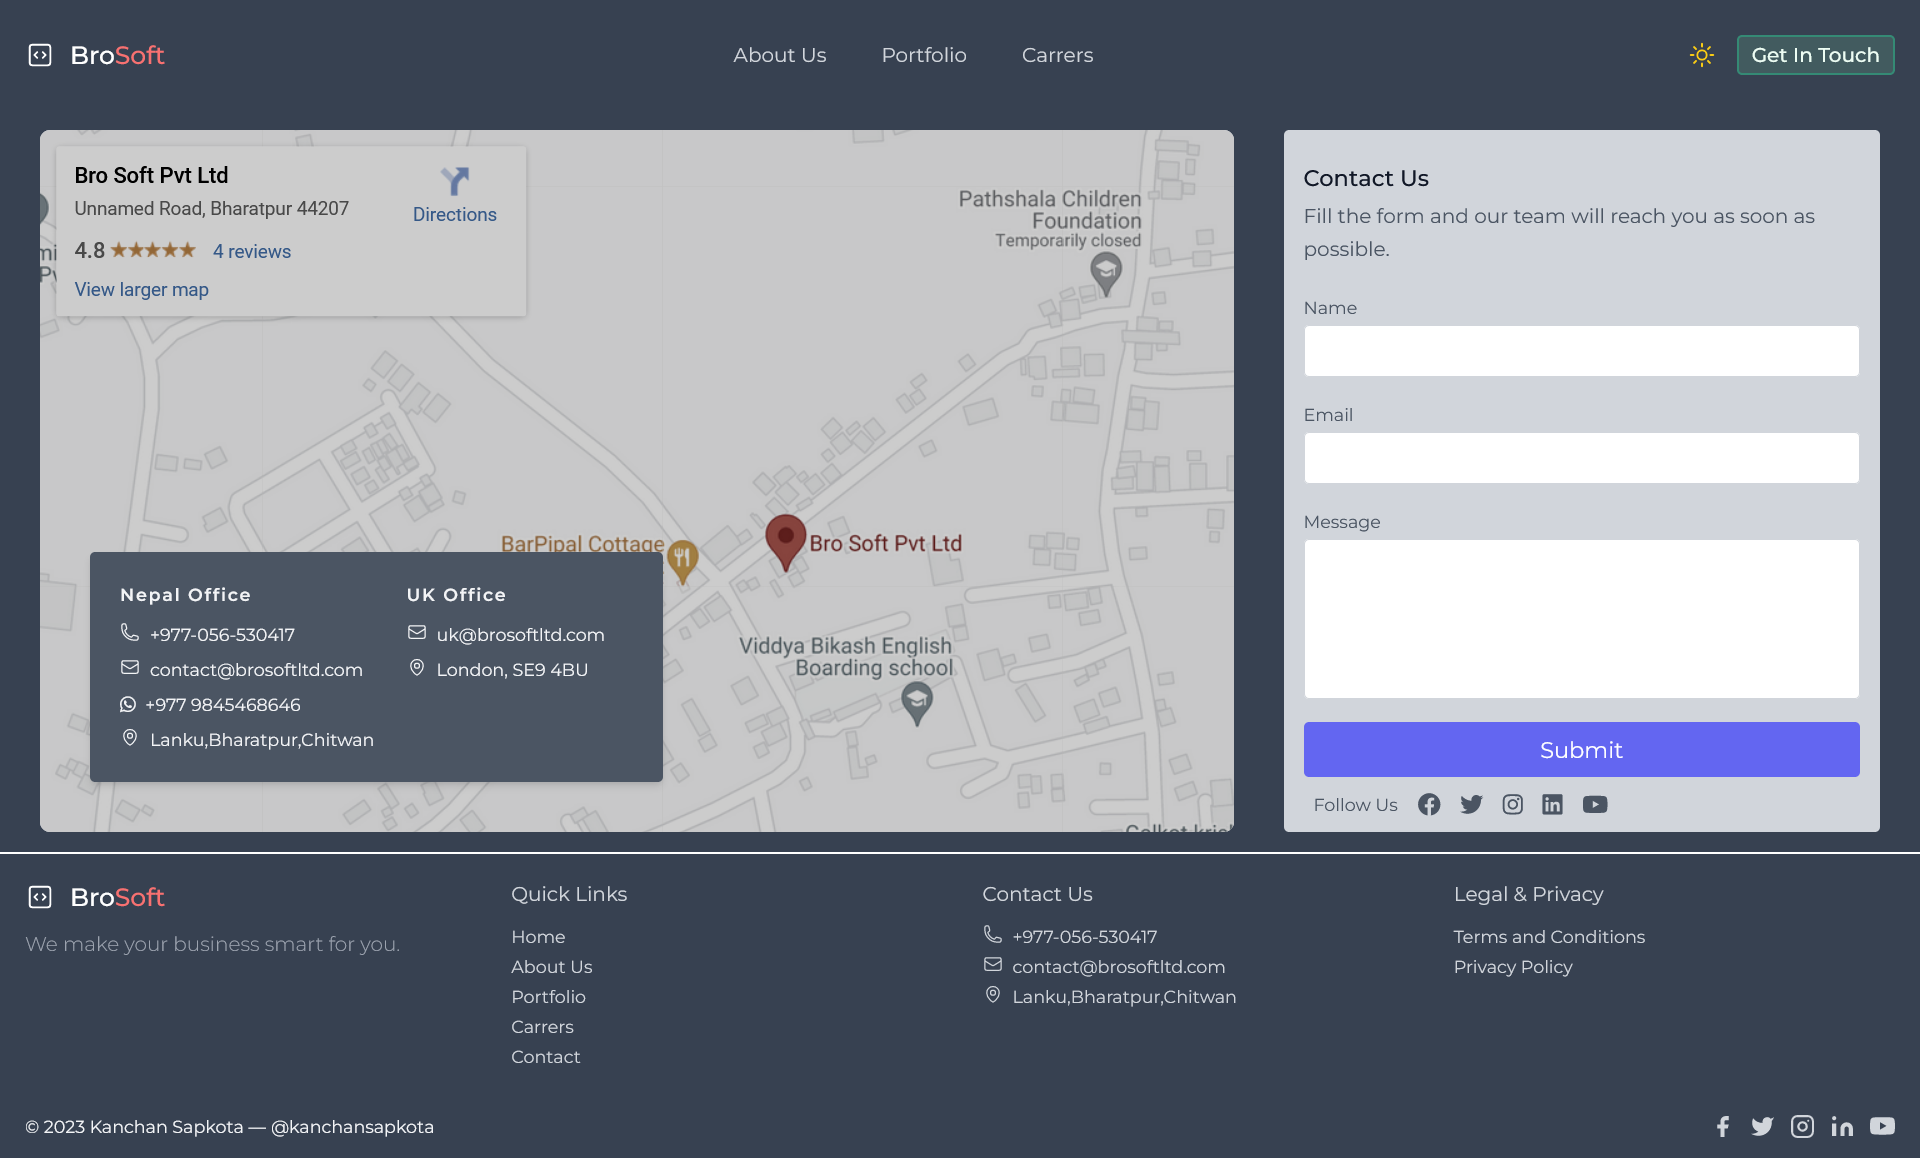 BroSoft
About Us
Portfolio
Carrers
Get In Touch
Bro Soft Pvt Ltd
Unnamed Road, Bharatpur 44207
4.8
4 reviews
View larger map
Directions
Pathshala Children
Foundation
Temporarily closed
BarPipal Cottage
Bro Soft Pvt Ltd
Viddya Bikash English
Boarding school
Nepal Office
+977-056-530417
contact@brosoftltd.com
+977 9845468646
Lanku,Bharatpur,Chitwan
UK Office
uk@brosoftltd.com
London, SE9 4BU
Contact Us
Fill the form and our team will reach you as soon as
possible.
Name
Email
Message
Submit
Follow Us
BroSoft
We make your business smart for you.
Quick Links
Home
About Us
Portfolio
Carrers
Contact
Contact Us
+977-056-530417
contact@brosoftltd.com
Lanku,Bharatpur,Chitwan
Legal & Privacy
Terms and Conditions
Privacy Policy
© 2023 Kanchan Sapkota — @kanchansapkota